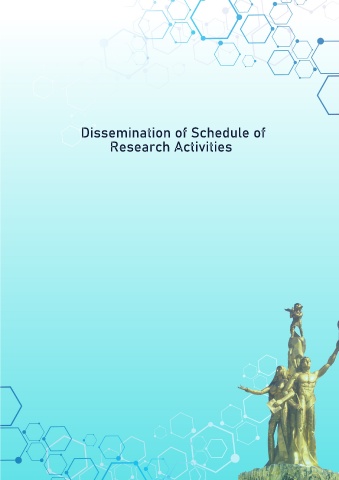 Dissemination of Schedule of
Research Activities